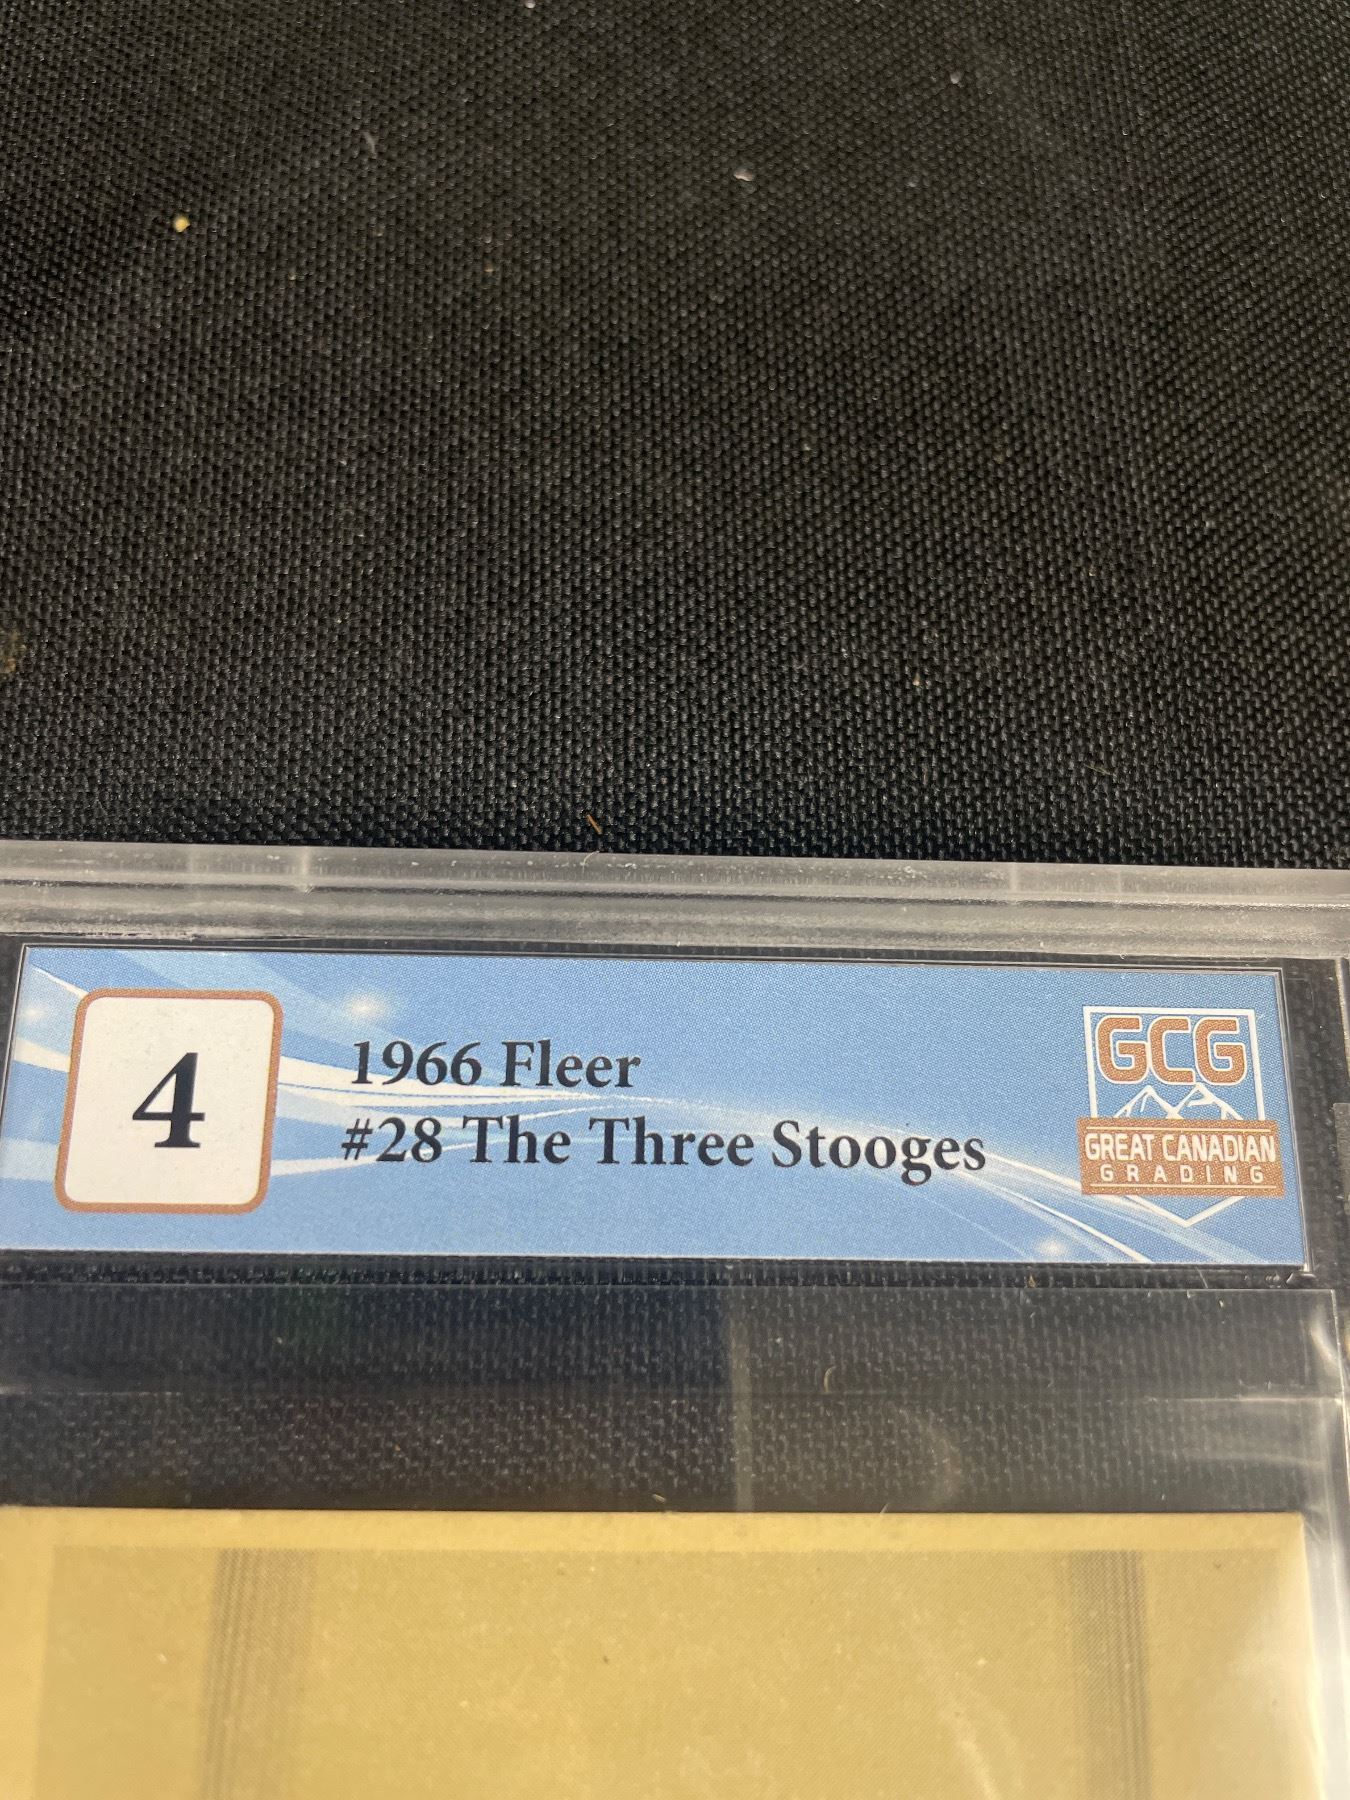 4
1966 Fleer
#28 The Three Stooges
GCG
GREAT CANADIAN
GRADING